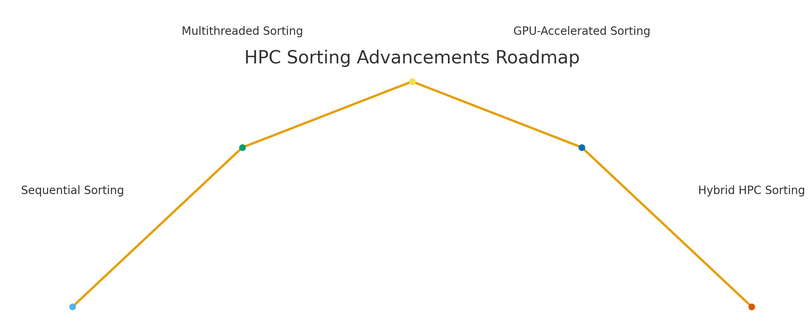 Multithreaded Sorting
GPU-Accelerated Sorting
HPC Sorting Advancements Roadmap
Sequential Sorting
Hybrid HPC Sorting